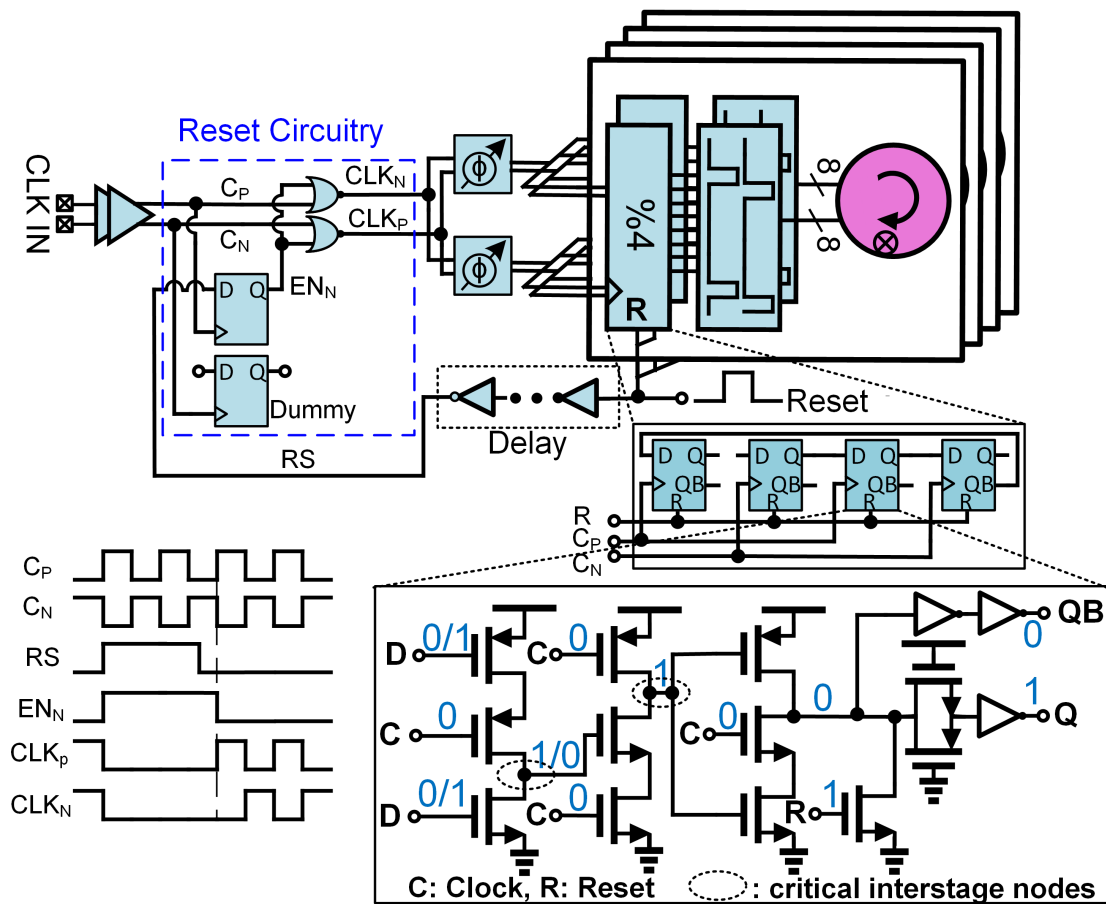 Reset Circuitry
CLK IN
C_P
C_N
CLK_N
CLK_P
EN_N
D Q
D Q
Dummy
RS
Delay
Reset
ϕ
ϕ
%4
R
8
8
D Q QB R
D Q QB R
D Q QB R
D Q QB R
R
C_P
C_N
C_P
C_N
RS
EN_N
CLK_p
CLK_N
D 0/1
C 0
D 0/1
1/0
C 0
C 0
1
C 0
0
R 1
QB
0
1
Q
C: Clock, R: Reset : critical interstage nodes